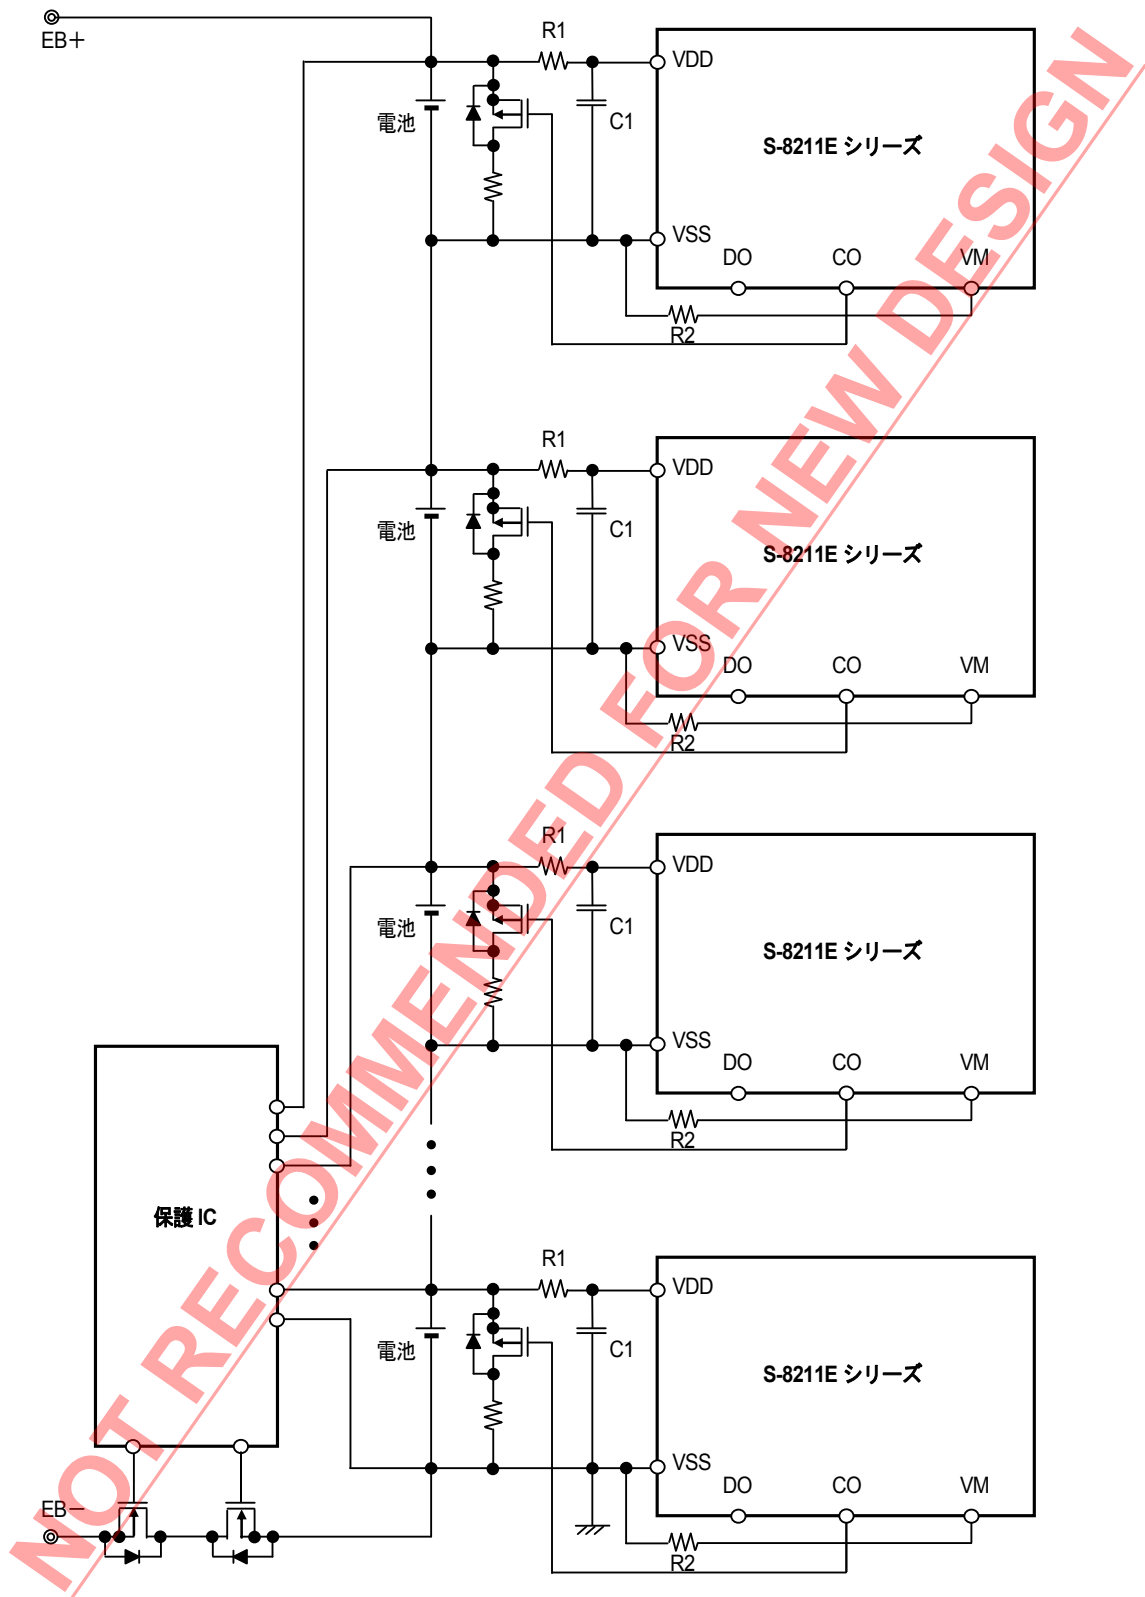 EB＋
R1
VDD
電池
C1
S-8211E シリーズ
VSS
DO
CO
VM
R2
R1
VDD
電池
C1
S-8211E シリーズ
VSS
DO
CO
VM
R2
R1
VDD
電池
C1
S-8211E シリーズ
VSS
DO
CO
VM
R2
保護 IC
R1
VDD
電池
C1
S-8211E シリーズ
VSS
DO
CO
VM
R2
EB－
NOT RECOMMENDED FOR NEW DESIGN